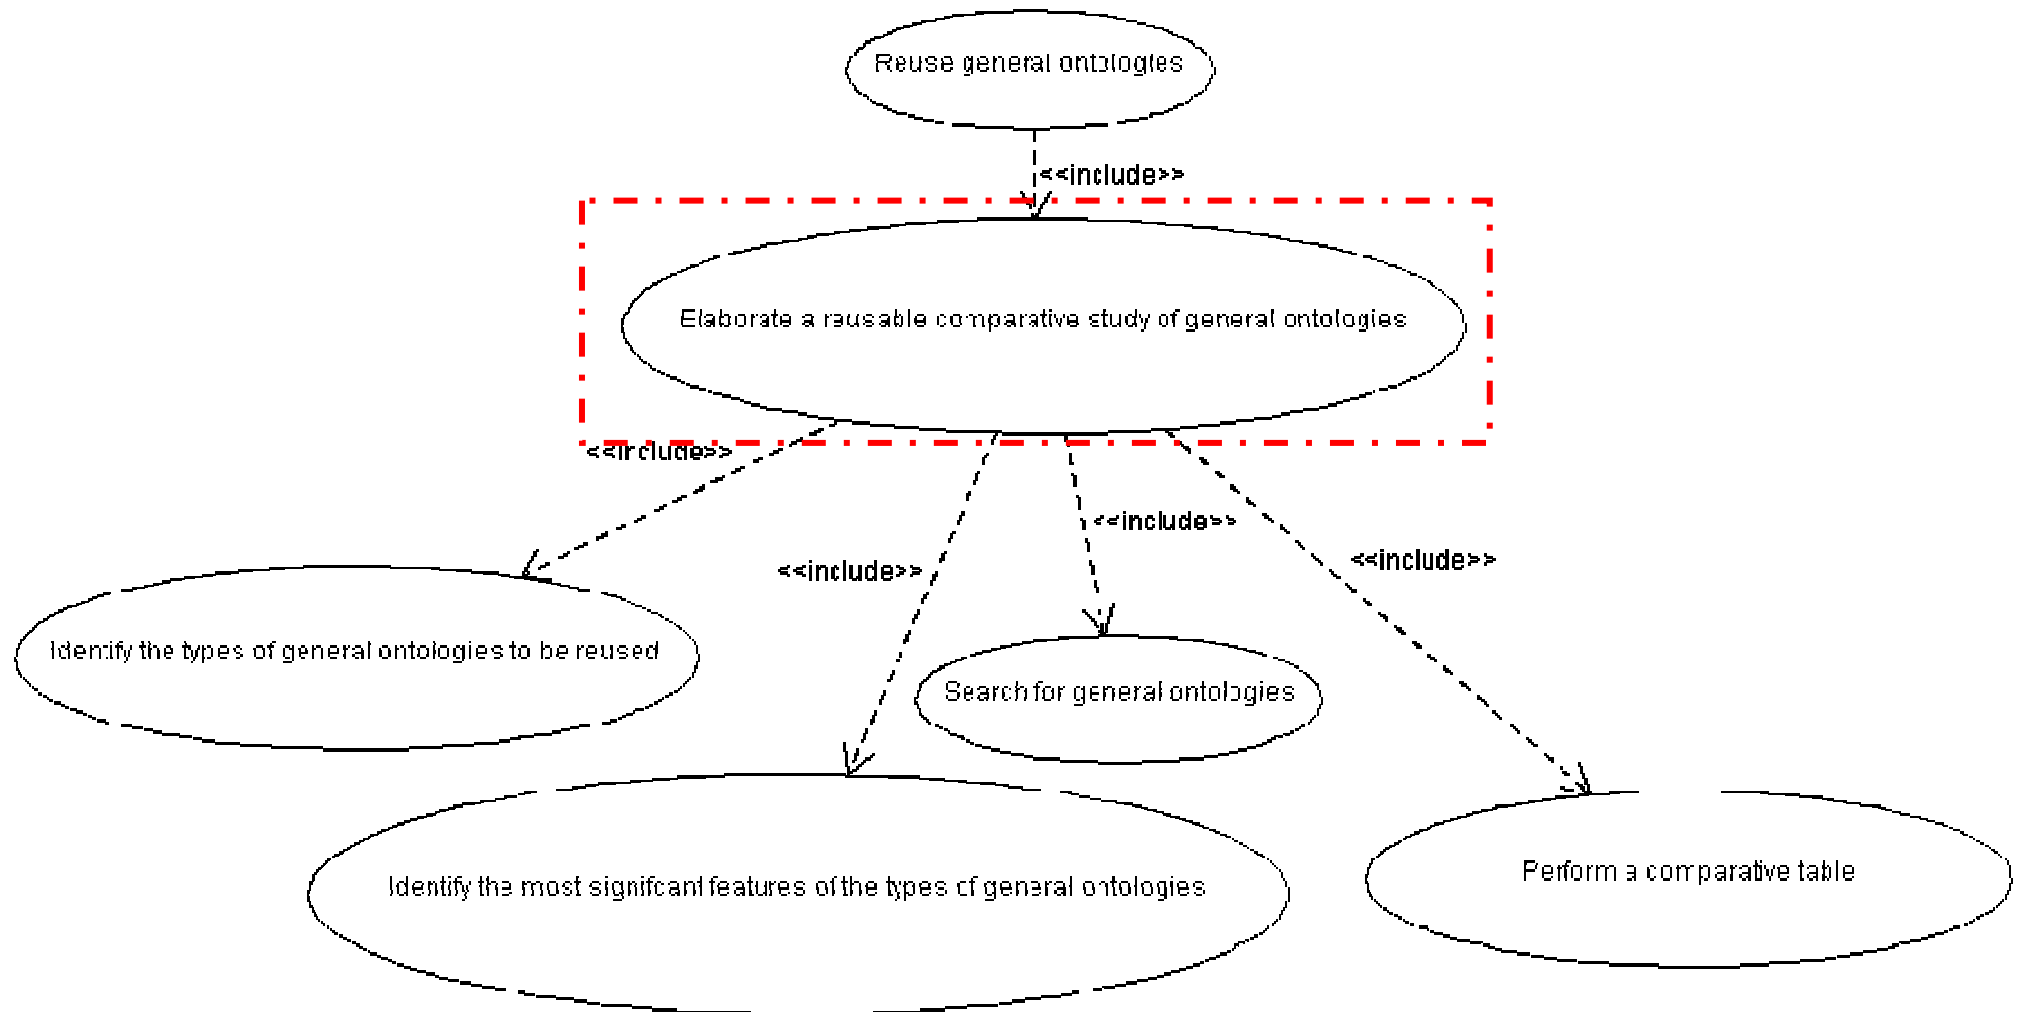 Reuse general ontologies
<<include>>
Elaborate a reusable comparative study of general ontologies
<<include>>
<<include>>
<<include>>
<<include>>
Identify the types of general ontologies to be reused
Search for general ontologies
Identify the most signifcant features of the types of general ontologies
Perform a comparative table